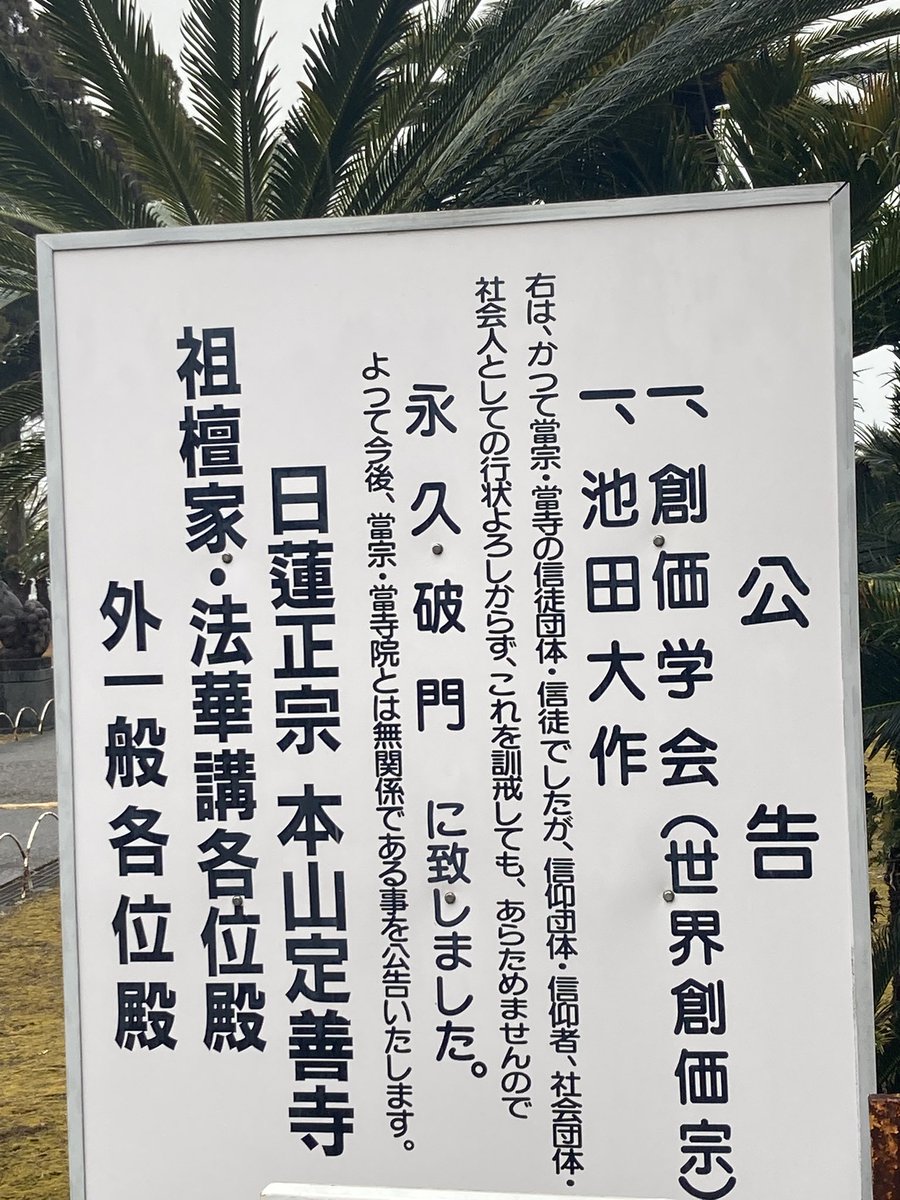 公告
一、創価学会(世界創価宗)
一、池田大作
右は、かつて當宗・當寺の信徒団体・信徒でしたが、信仰団体・信仰者、社会団体・
社会人としての行状よろしからず、これを訓戒しても、あらためませんので
永久破門に致しました。
よって今後、當宗・當寺院とは無関係である事を公告いたします。
日蓮正宗 本山定善寺
祖檀家・法華講各位殿
外一般各位殿